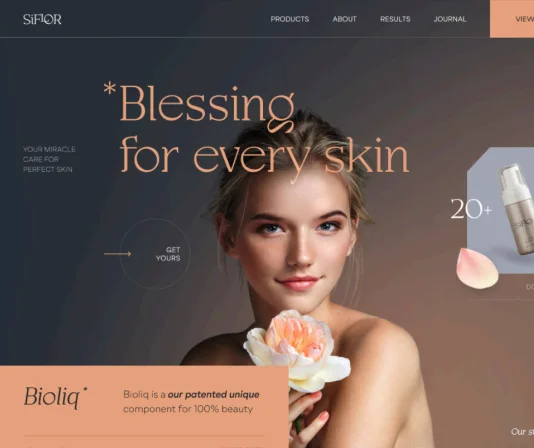 SIFLOR
PRODUCTS ABOUT RESULTS JOURNAL VIEW
*Blessing
for every skin
YOUR MIRACLE
CARE FOR
PERFECT SKIN
20+
GET
YOURS
Bioliq*
Bioliq is a our patented unique
component for 100% beauty
Our